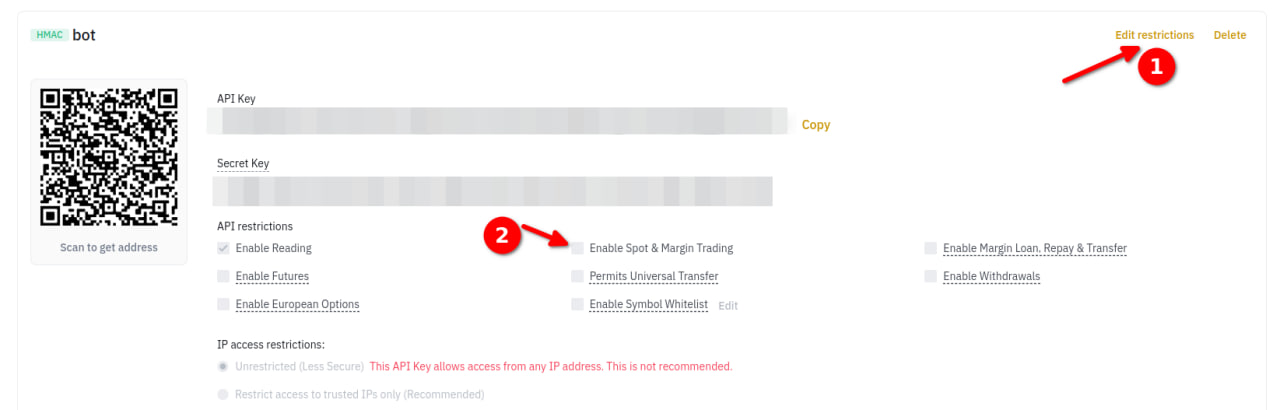 HMAC bot Edit restrictions Delete
1
API Key
Copy
Secret Key
API restrictions
Scan to get address
2
Enable Reading Enable Spot & Margin Trading Enable Margin Loan, Repay & Transfer
Enable Futures Permits Universal Transfer Enable Withdrawals
Enable European Options Enable Symbol Whitelist Edit
IP access restrictions:
Unrestricted (Less Secure) This API Key allows access from any IP address. This is not recommended.
Restrict access to trusted IPs only (Recommended)